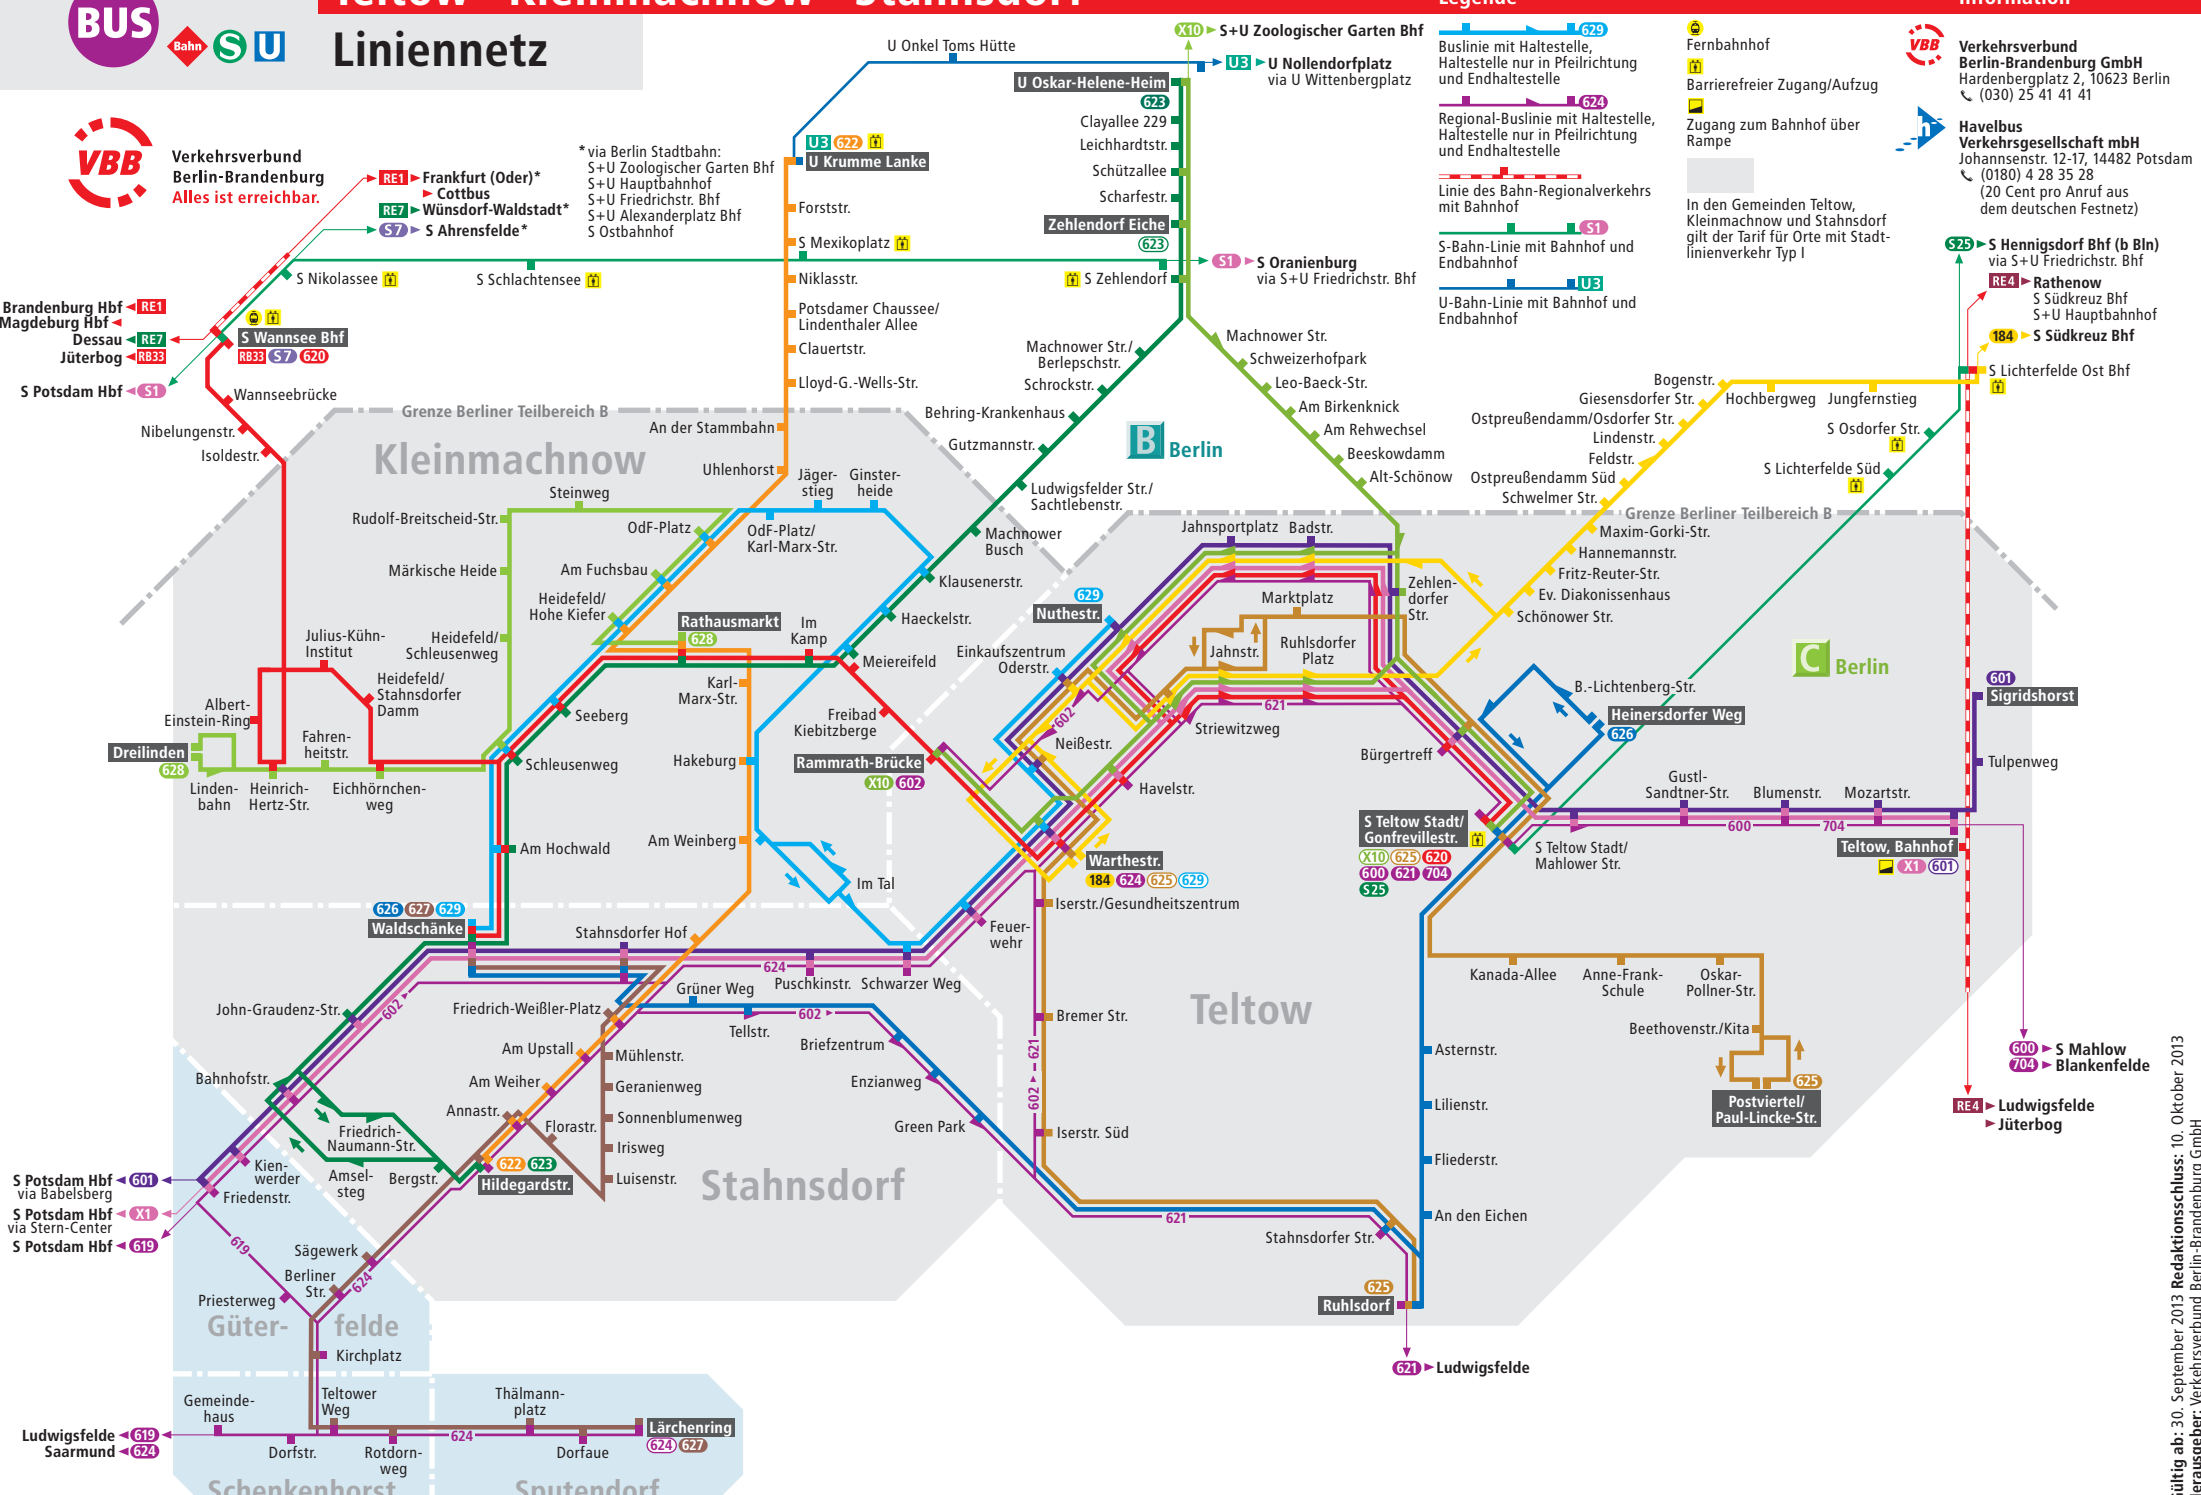 Teltow - Kleinmachnow - Stahnsdorf
BUS
Bahn
S
U
Liniennetz
VBB
Verkehrsverbund
Berlin-Brandenburg
Alles ist erreichbar.
Legende
629
Buslinie mit Haltestelle,
Haltestelle nur in Pfeilrichtung
und Endhaltestelle
624
Regional-Buslinie mit Haltestelle,
Haltestelle nur in Pfeilrichtung
und Endhaltestelle
Linie des Bahn-Regionalverkehrs
mit Bahnhof
S1
S-Bahn-Linie mit Bahnhof und
Endbahnhof
U3
U-Bahn-Linie mit Bahnhof und
Endbahnhof
Fernbahnhof
Barrierefreier Zugang/Aufzug
Zugang zum Bahnhof über
Rampe
In den Gemeinden Teltow,
Kleinmachnow und Stahnsdorf
gilt der Tarif für Orte mit Stadt-
linienverkehr Typ I
Information
VBB
Verkehrsverbund
Berlin-Brandenburg GmbH
Hardenbergplatz 2, 10623 Berlin
(030) 25 41 41 41
h
Havelbus
Verkehrsgesellschaft mbH
Johannsenstr. 12-17, 14482 Potsdam
(0180) 4 28 35 28
(20 Cent pro Anruf aus
dem deutschen Festnetz)
RE1 Frankfurt (Oder)*
Cottbus
RE7 Wünsdorf-Waldstadt*
S7 S Ahrensfelde*
* via Berlin Stadtbahn:
S+U Zoologischer Garten Bhf
S+U Hauptbahnhof
S+U Friedrichstr. Bhf
S+U Alexanderplatz Bhf
S Ostbahnhof
U Onkel Toms Hütte
X10 S+U Zoologischer Garten Bhf
U3 U Nollendorfplatz
via U Wittenbergplatz
U Oskar-Helene-Heim
623
Clayallee 229
Leichhardtstr.
Schützallee
Scharfestr.
Zehlendorf Eiche
623
S Zehlendorf
S1 S Oranienburg
via S+U Friedrichstr. Bhf
U3 622
U Krumme Lanke
Forststr.
S Mexikoplatz
Niklasstr.
Potsdamer Chaussee/
Lindenthaler Allee
Clauertstr.
Lloyd-G.-Wells-Str.
An der Stammbahn
Uhlenhorst
S Nikolassee
S Schlachtensee
Brandenburg Hbf RE1
Magdeburg Hbf
Dessau RE7
Jüterbog RB33
S Potsdam Hbf S1
S Wannsee Bhf
RB33 S7 620
Wannseebrücke
Nibelungenstr.
Isoldestr.
Grenze Berliner Teilbereich B
Kleinmachnow
Machnower Str./
Berlepschstr.
Schrockstr.
Behring-Krankenhaus
Gutzmannstr.
Ludwigsfelder Str./
Sachtlebenstr.
Machnower
Busch
Klausenerstr.
Haeckelstr.
Meiereifeld
B Berlin
Machnower Str.
Schweizerhofpark
Leo-Baeck-Str.
Am Birkenknick
Am Rehwechsel
Beeskowdamm
Alt-Schönow
S25 S Hennigsdorf Bhf (b Bln)
via S+U Friedrichstr. Bhf
RE4 Rathenow
S Südkreuz Bhf
S+U Hauptbahnhof
184 S Südkreuz Bhf
S Lichterfelde Ost Bhf
Bogenstr.
Hochbergweg
Jungfernstieg
Giesensdorfer Str.
Ostpreußendamm/Osdorfer Str.
Lindenstr.
Feldstr.
Ostpreußendamm Süd
Schwelmer Str.
S Osdorfer Str.
S Lichterfelde Süd
Grenze Berliner Teilbereich B
Maxim-Gorki-Str.
Hannemannstr.
Fritz-Reuter-Str.
Ev. Diakonissenhaus
Schönower Str.
C Berlin
Steinweg
Rudolf-Breitscheid-Str.
Märkische Heide
Heidefeld/
Schleusenweg
OdF-Platz
Am Fuchsbau
Heidefeld/
Hohe Kiefer
Jäger-
stieg
Ginster-
heide
OdF-Platz/
Karl-Marx-Str.
Rathausmarkt
628
Im
Kamp
Karl-
Marx-Str.
Freibad
Kiebitzberge
Hakeburg
Am Weinberg
Im Tal
Julius-Kühn-
Institut
Heidefeld/
Stahnsdorfer
Damm
Albert-
Einstein-Ring
Fahren-
heitstr.
Dreilinden
628
Linden-
bahn
Heinrich-
Hertz-Str.
Eichhörnchen-
weg
Seeberg
Schleusenweg
Am Hochwald
Rammrath-Brücke
X10 602
629
Nuthestr.
Einkaufszentrum
Oderstr.
Jahnsportplatz
Badstr.
Zehlen-
dorfer
Str.
Marktplatz
Jahnstr.
Ruhlsdorfer
Platz
602
Neißestr.
Striewitzweg
621
Havelstr.
Bürgertreff
B.-Lichtenberg-Str.
Heinersdorfer Weg
626
601
Sigridshorst
Tulpenweg
Gustl-
Sandtner-Str.
Blumenstr.
Mozartstr.
600
704
Teltow, Bahnhof
X1 601
S Teltow Stadt/
Gonfrevillestr.
X10 625 620
600 621 704
S25
S Teltow Stadt/
Mahlower Str.
Warthestr.
184 624 625 629
Iserstr./Gesundheitszentrum
Feuer-
wehr
626 627 629
Waldschänke
Stahnsdorfer Hof
624
Puschkinstr.
Schwarzer Weg
John-Graudenz-Str.
602
Friedrich-Weißler-Platz
Grüner Weg
Tellstr.
602
Briefzentrum
Enzianweg
Green Park
Bremer Str.
602 621
Iserstr. Süd
Teltow
Kanada-Allee
Anne-Frank-
Schule
Oskar-
Pollner-Str.
Beethovenstr./Kita
625
Postviertel/
Paul-Lincke-Str.
Asternstr.
Lilienstr.
Fliederstr.
An den Eichen
600 S Mahlow
704 Blankenfelde
RE4 Ludwigsfelde
Jüterbog
Am Upstall
Am Weiher
Annastr.
Mühlenstr.
Geranienweg
Sonnenblumenweg
Florastr.
Irisweg
Luisenstr.
Bahnhofstr.
Friedrich-
Naumann-Str.
Amsel-
steg
Bergstr.
622 623
Hildegardstr.
Kien-
werder
Friedenstr.
S Potsdam Hbf 601
via Babelsberg
S Potsdam Hbf X1
via Stern-Center
S Potsdam Hbf 619
Stahnsdorf
621
Stahnsdorfer Str.
625
Ruhlsdorf
621 Ludwigsfelde
619
Sägewerk
Berliner
Str.
624
Priesterweg
Güter- felde
Kirchplatz
Gemeinde-
haus
Teltower
Weg
Thälmann-
platz
Lärchenring
624 627
Ludwigsfelde 619
Saarmund 624
Dorfstr.
Rotdorn-
weg
624
Dorfaue
Schenkenhorst
Sputendorf
Gültig ab: 30. September 2013 Redaktionsschluss: 10. Oktober 2013
Herausgeber: Verkehrsverbund Berlin-Brandenburg GmbH